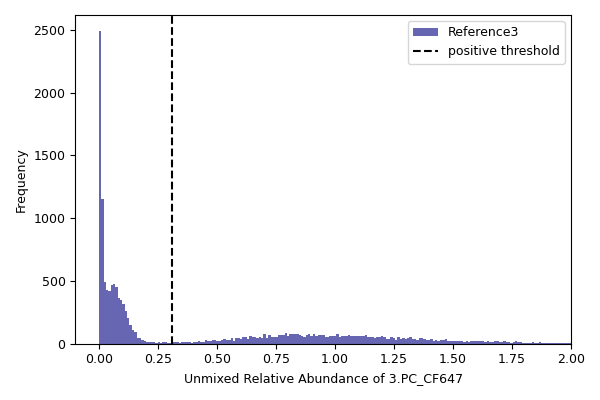 Reference3
positive threshold
2500
2000
1500
1000
500
0
Frequency
0.00 0.25 0.50 0.75 1.00 1.25 1.50 1.75 2.00
Unmixed Relative Abundance of 3.PC_CF647